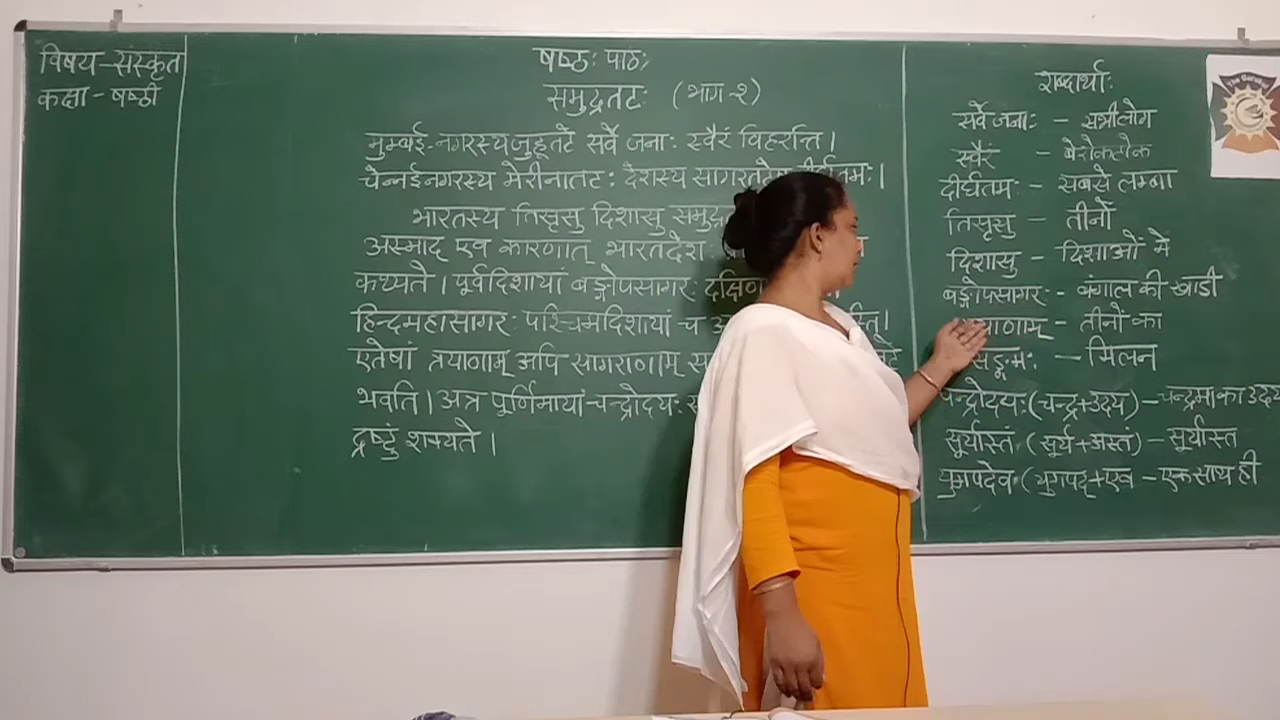 विषय-संस्कृत
कक्षा - षष्ठी
षष्ठः पाठः
समुद्रतटः (भाग-२)
मुम्बई-नगरस्य जुहूतटे सर्वे जनाः स्वैरं विहरन्ति।
चेन्नईनगरस्य मेरीनातटः देशस्य सागरतटेषु दीर्घतमः।
भारतस्य तिसृसु दिशासु
अस्माद् एव कारणात् भारतदेशः
कथ्यते। पूर्वदिशायां बङ्गोपसागरः
हिन्दमहासागरः पश्चिमदिशायां च
एतेषां त्रयाणाम् अपि सागराणाम्
भवति। अत्र पूर्णिमायां चन्द्रोदयः
द्रष्टुं शक्यते।
शब्दार्थाः
सर्वे जनाः - सभी लोग
स्वैरं - बेरोकटोक
दीर्घतमः - सबसे लम्बा
तिसृसु - तीनों
दिशासु - दिशाओं में
बङ्गोपसागरः - बंगाल की खाड़ी
- तीनों का
सङ्गमः - मिलन
चन्द्रोदयः (चन्द्र+उदय) - चन्द्रमा का उदय
सूर्यास्तं (सूर्य+अस्तं) - सूर्यास्त
युगपदेव (युगपद्+एव - एक साथ ही